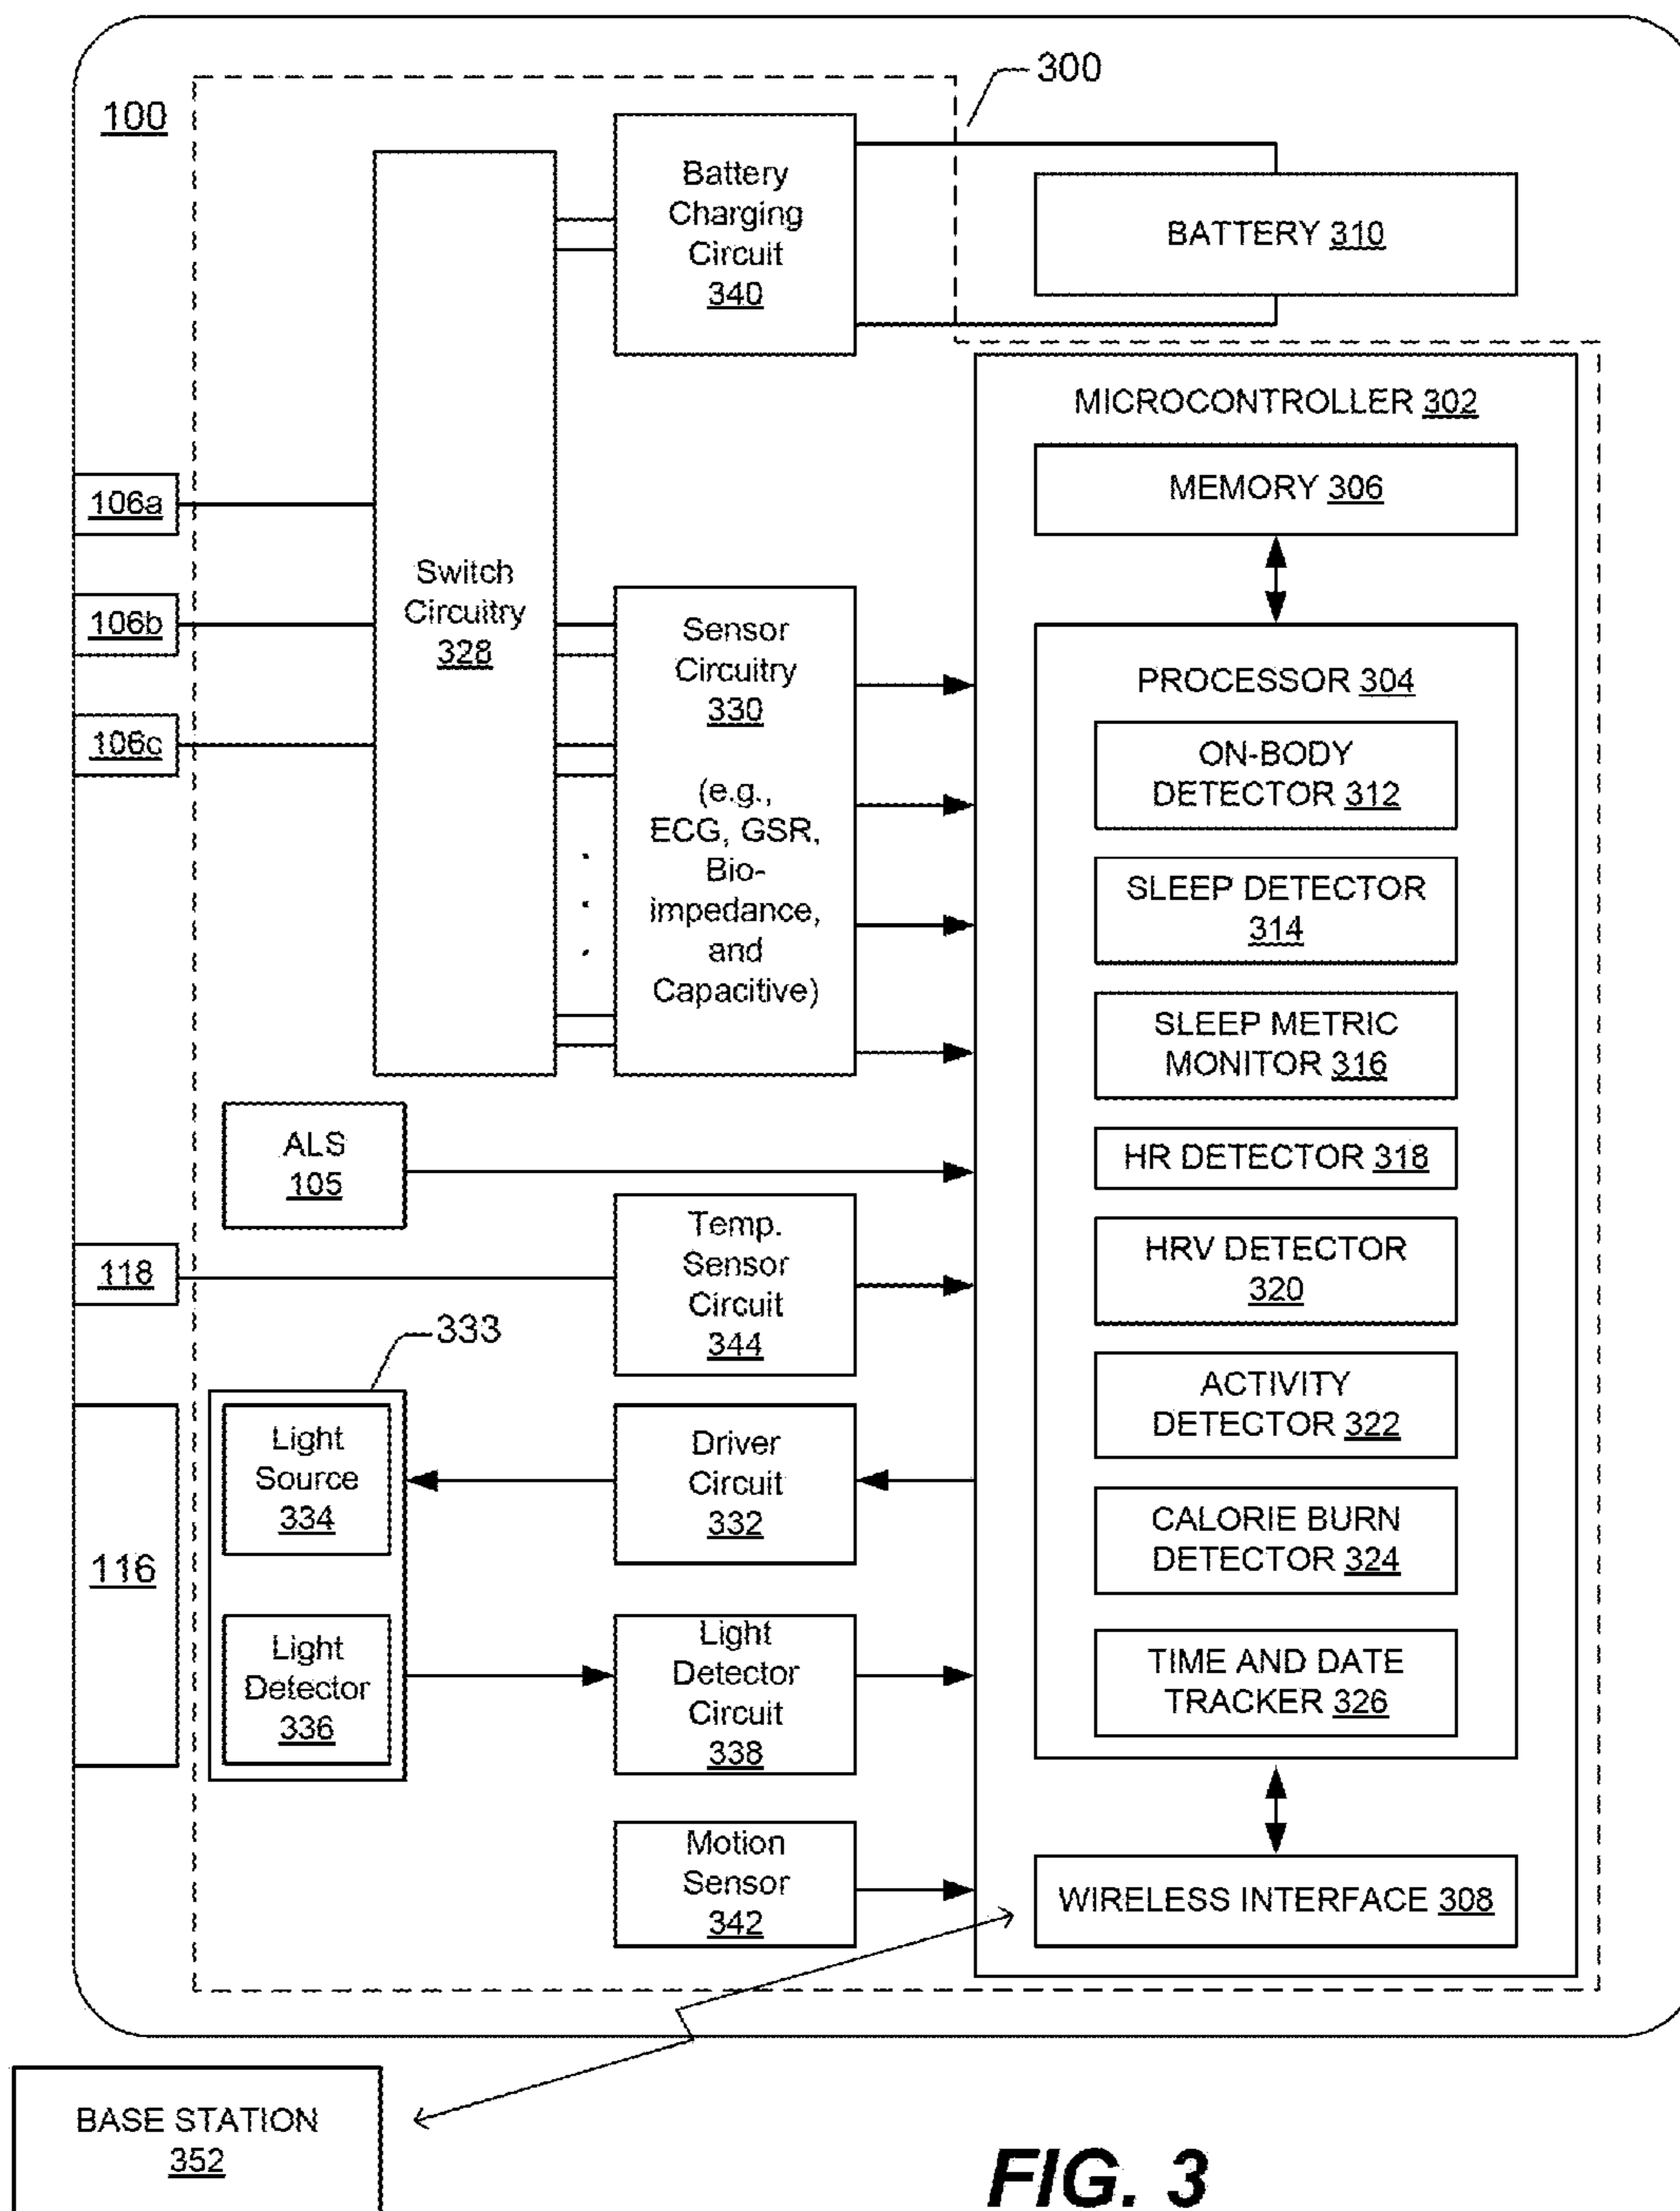 100
300
Battery
Charging
Circuit
340
BATTERY 310
MICROCONTROLLER 302
MEMORY 306
106a
106b
106c
Switch
Circuitry
328
Sensor
Circuitry
330
(e.g.,
ECG, GSR,
Bio-
impedance,
and
Capacitive)
PROCESSOR 304
ON-BODY
DETECTOR 312
SLEEP DETECTOR
314
SLEEP METRIC
MONITOR 316
HR DETECTOR 318
HRV DETECTOR
320
ACTIVITY
DETECTOR 322
CALORIE BURN
DETECTOR 324
TIME AND DATE
TRACKER 326
ALS
105
118
Temp.
Sensor
Circuit
344
333
116
Light
Source
334
Driver
Circuit
332
Light
Detector
336
Light
Detector
Circuit
338
Motion
Sensor
342
WIRELESS INTERFACE 308
BASE STATION
352
FIG. 3